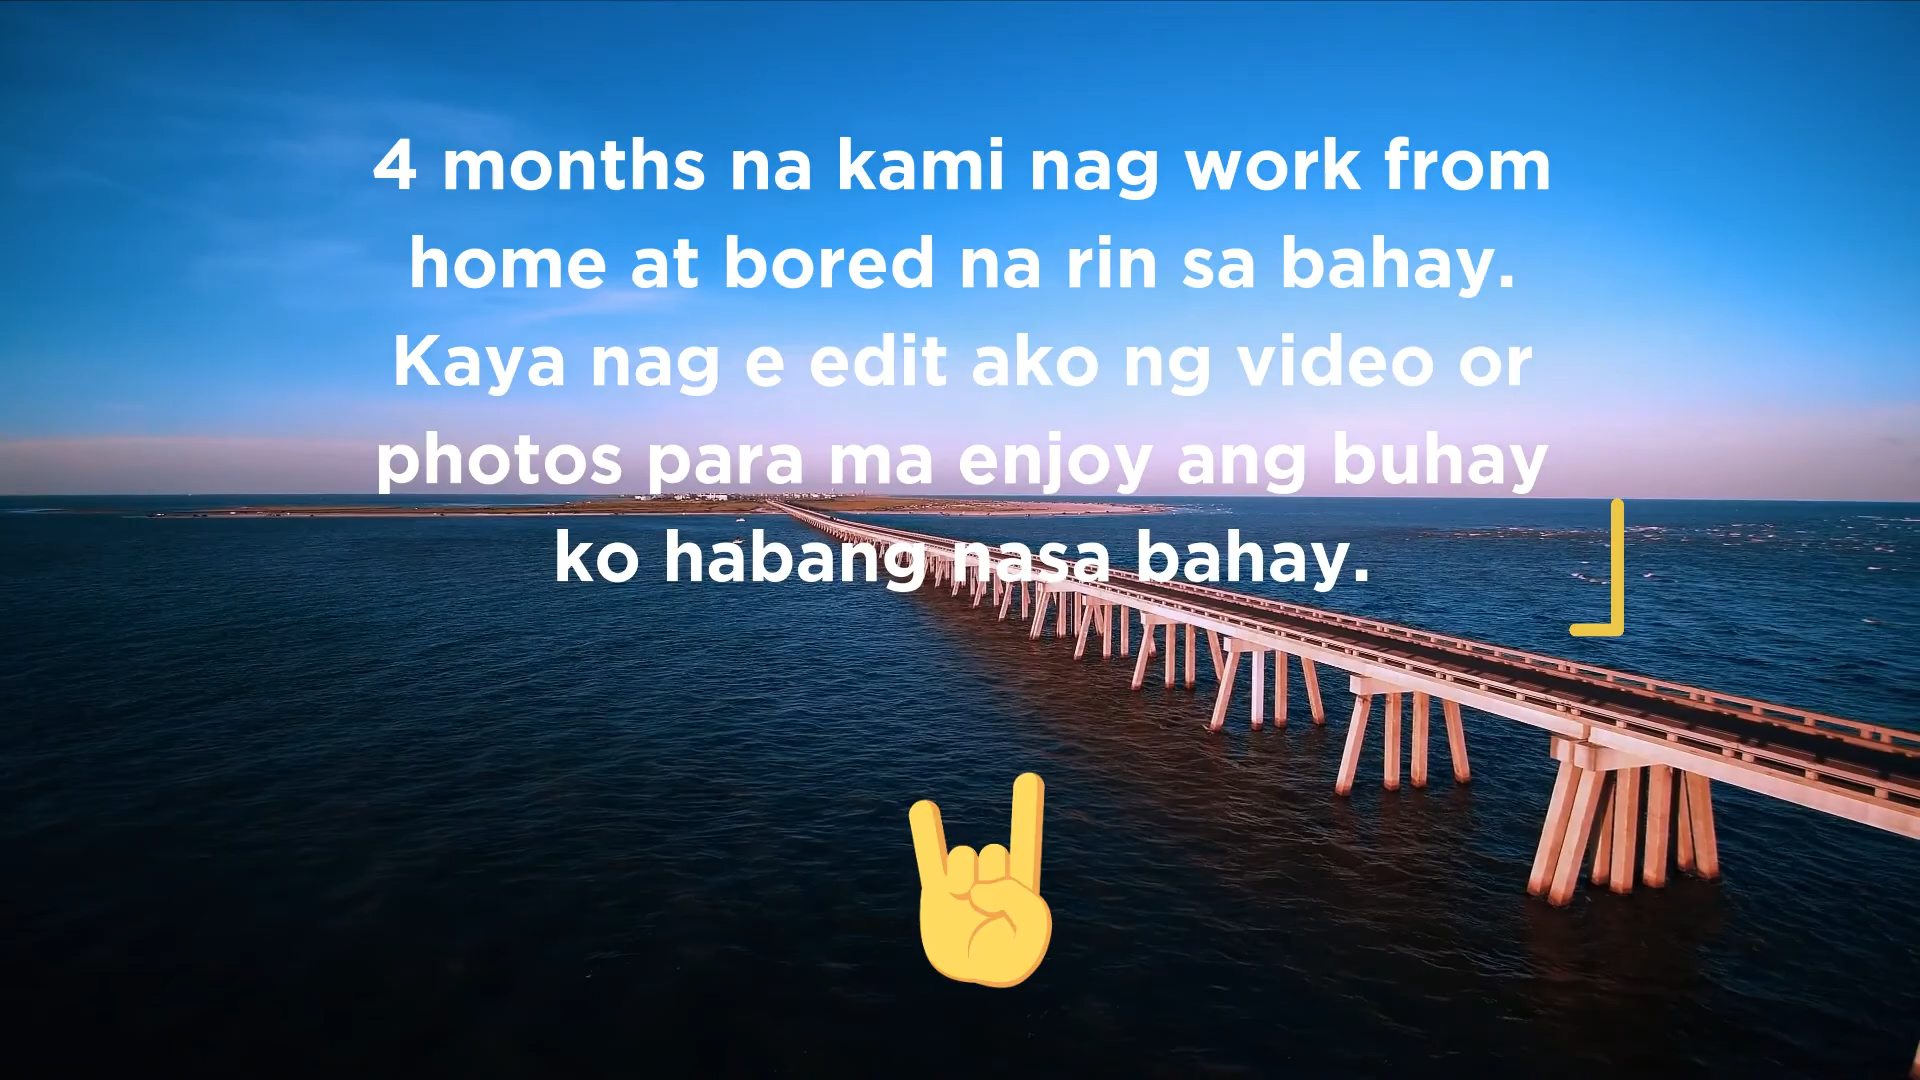 4 months na kami nag work from
home at bored na rin sa bahay.
Kaya nag e edit ako ng video or
photos para ma enjoy ang buhay
ko habang nasa bahay.